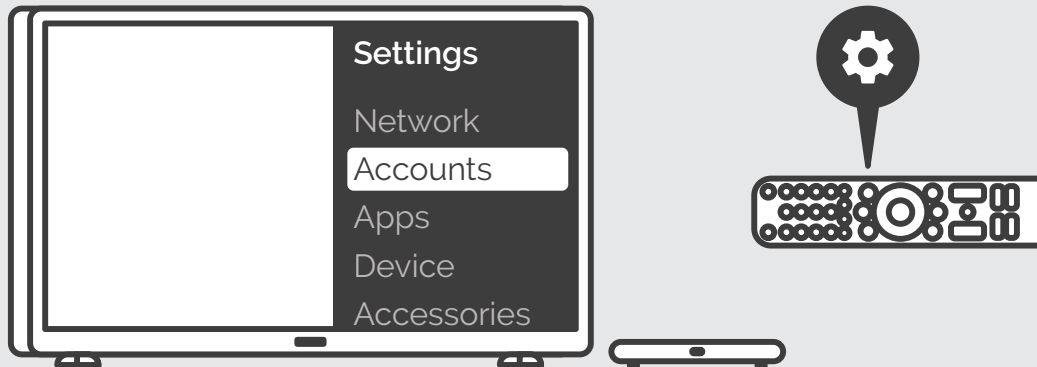 Settings
Network
Accounts
Apps
Device
Accessories